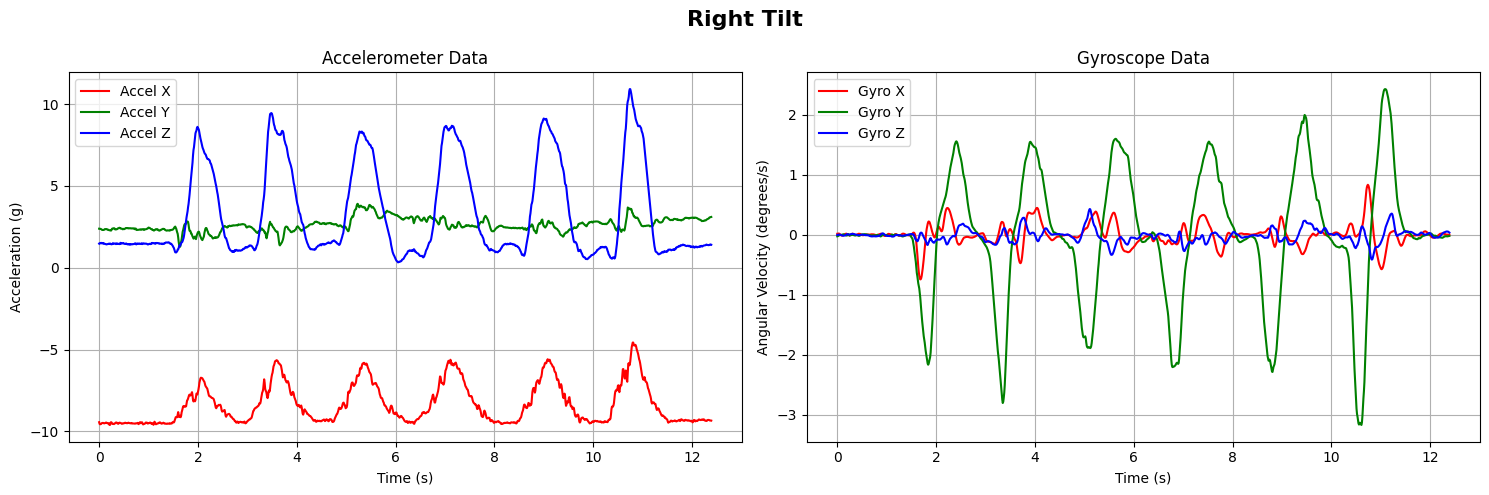 Right Tilt
Accelerometer Data
Accel X
Accel Y
Accel Z
10
5
0
−5
−10
Acceleration (g)
0 2 4 6 8 10 12
Time (s)
Gyroscope Data
Gyro X
Gyro Y
Gyro Z
2
1
0
−1
−2
−3
Angular Velocity (degrees/s)
0 2 4 6 8 10 12
Time (s)